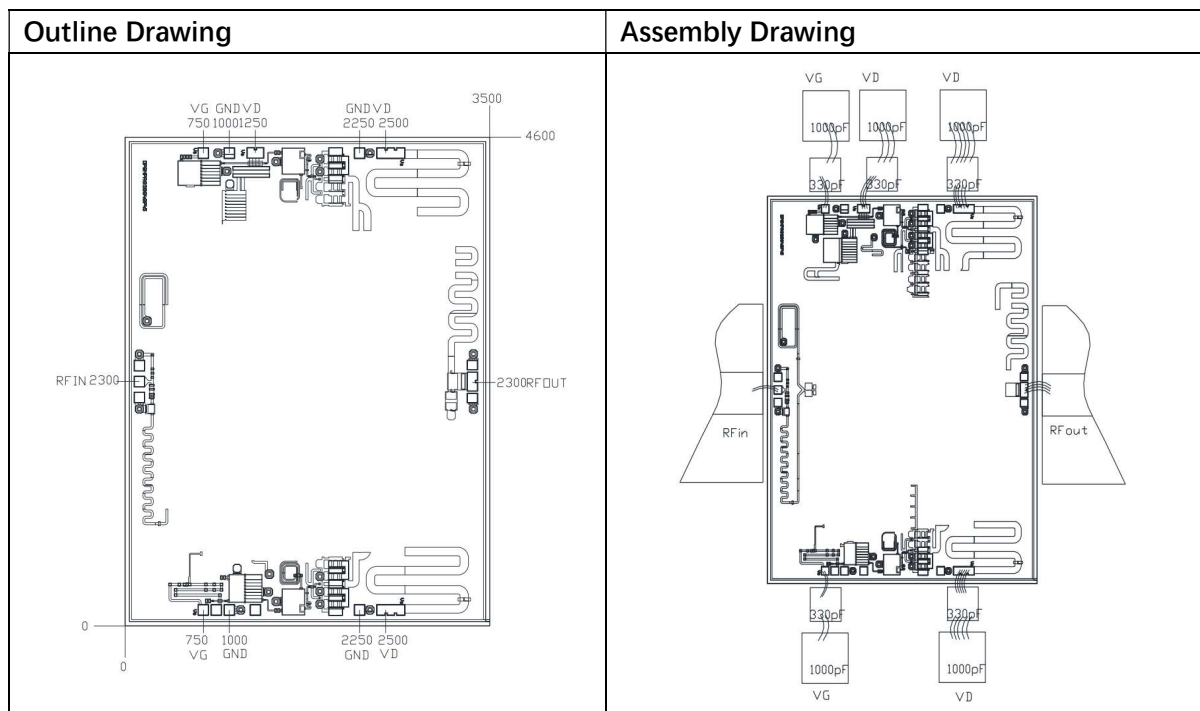 Outline Drawing
Assembly Drawing
3500
VG GND VD
750 1000 1250
GND VD
2250 2500
4600
RFIN 2300
2300RFOUT
0
750 1000
VG GND
2250 2500
GND VD
0
VG VD VD
1000pF 1000pF 1000pF
330pF 330pF 330pF
RFin
RFout
330pF 330pF
1000pF 1000pF
VG VD